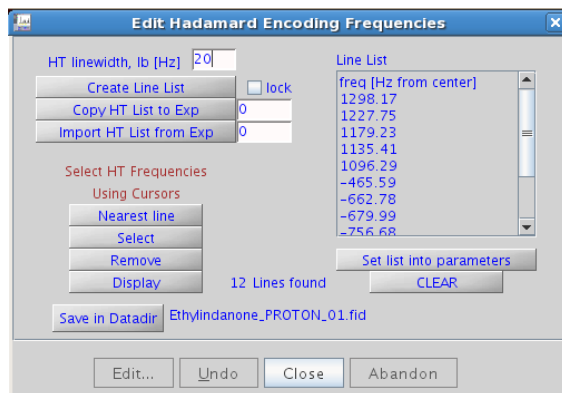 Edit Hadamard Encoding Frequencies
HT linewidth, lb [Hz] 20
Create Line List lock
Copy HT List to Exp 0
Import HT List from Exp 0
Select HT Frequencies
Using Cursors
Nearest line
Select
Remove
Display
12 Lines found
Line List
freq [Hz from center]
1298.17
1227.75
1179.23
1135.41
1096.29
-465.59
-662.78
-679.99
-756.68
Set list into parameters
CLEAR
Save in Datadir Ethylindanone_PROTON_01.fid
Edit... Undo Close Abandon